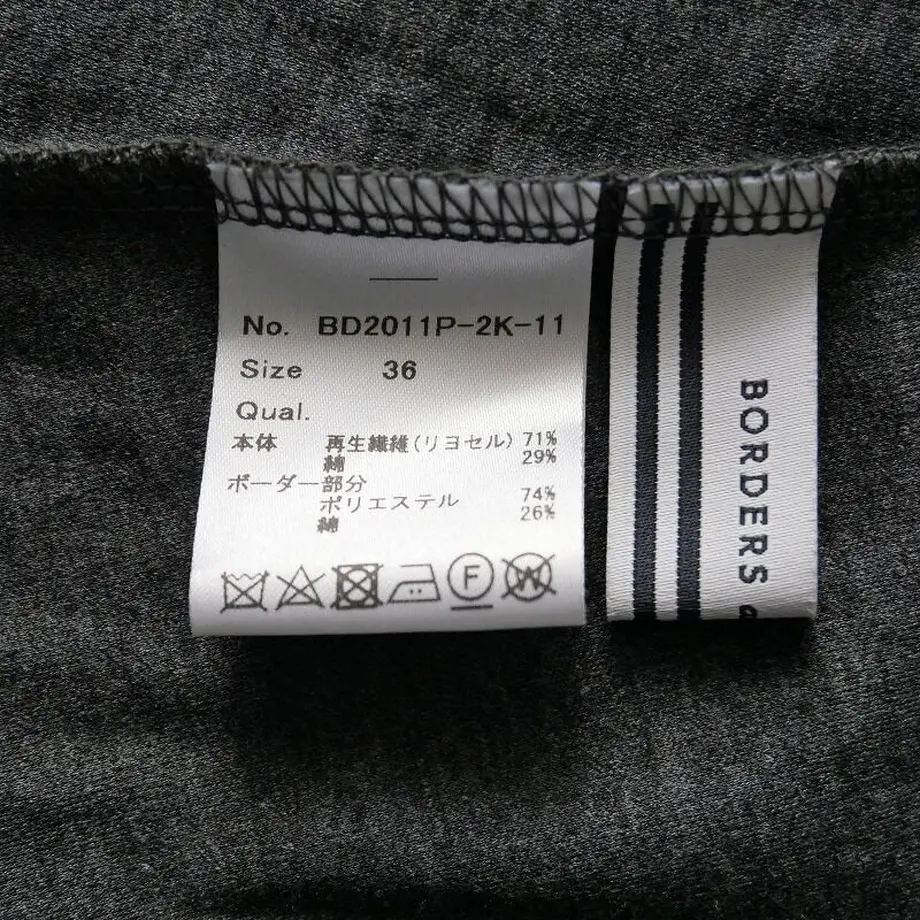 No. BD2011P-2K-11
Size 36
Qual.
本体 再生繊維(リヨセル) 71%
綿 29%
ボーダー部分
ポリエステル 74%
綿 26%
F
W
BORDERS a